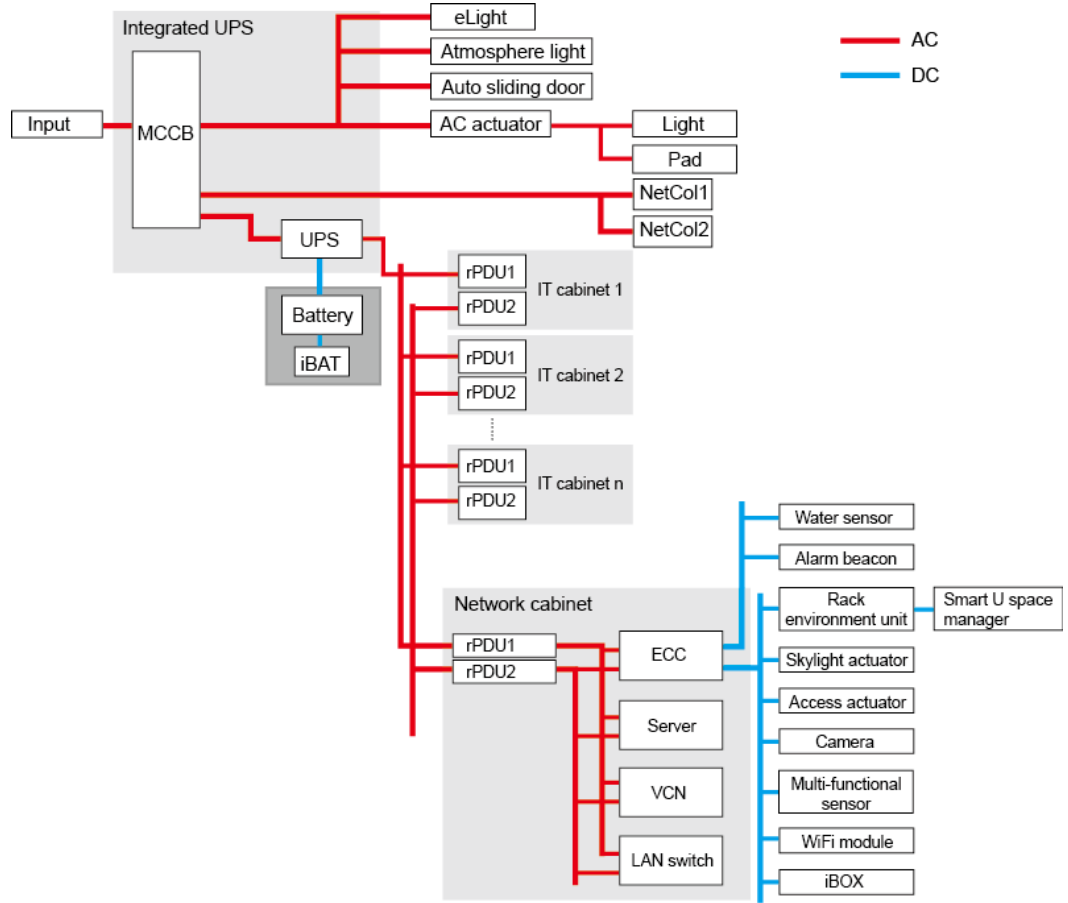 Integrated UPS
eLight
AC
Atmosphere light
DC
Auto sliding door
Input
MCCB
AC actuator
Light
Pad
NetCol1
NetCol2
UPS
rPDU1
IT cabinet 1
rPDU2
Battery
iBAT
rPDU1
IT cabinet 2
rPDU2
rPDU1
IT cabinet n
rPDU2
Water sensor
Alarm beacon
Network cabinet
Rack
environment unit
Smart U space
manager
rPDU1
rPDU2
ECC
Skylight actuator
Access actuator
Server
Camera
VCN
Multi-functional
sensor
WiFi module
LAN switch
iBOX